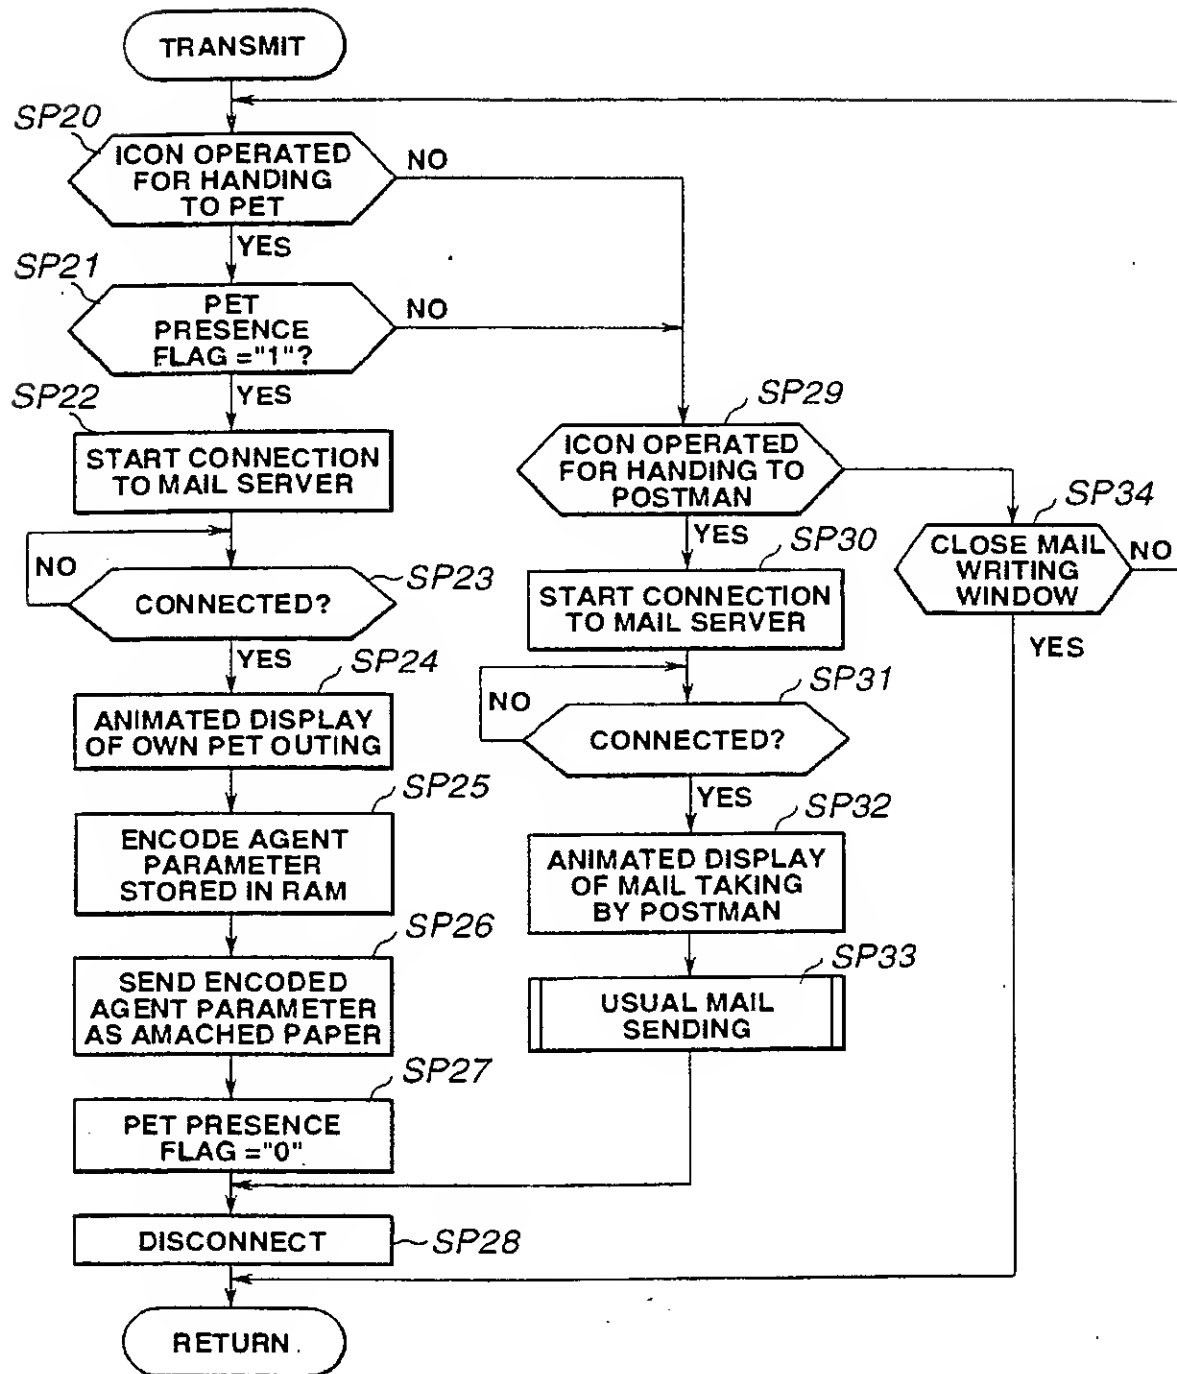 TRANSMIT
SP20
ICON OPERATED
FOR HANDING
TO PET
NO
YES
SP21
PET
PRESENCE
FLAG ="1"?
NO
YES
SP22
START CONNECTION
TO MAIL SERVER
NO
CONNECTED?
SP23
YES
SP24
ANIMATED DISPLAY
OF OWN PET OUTING
SP25
ENCODE AGENT
PARAMETER
STORED IN RAM
SP26
SEND ENCODED
AGENT PARAMETER
AS AMACHED PAPER
SP27
PET PRESENCE
FLAG ="0"
DISCONNECT
SP28
RETURN
SP29
ICON OPERATED
FOR HANDING TO
POSTMAN
YES
SP30
START CONNECTION
TO MAIL SERVER
NO
SP31
CONNECTED?
YES
SP32
ANIMATED DISPLAY
OF MAIL TAKING
BY POSTMAN
SP33
USUAL MAIL
SENDING
SP34
CLOSE MAIL
WRITING
WINDOW
NO
YES